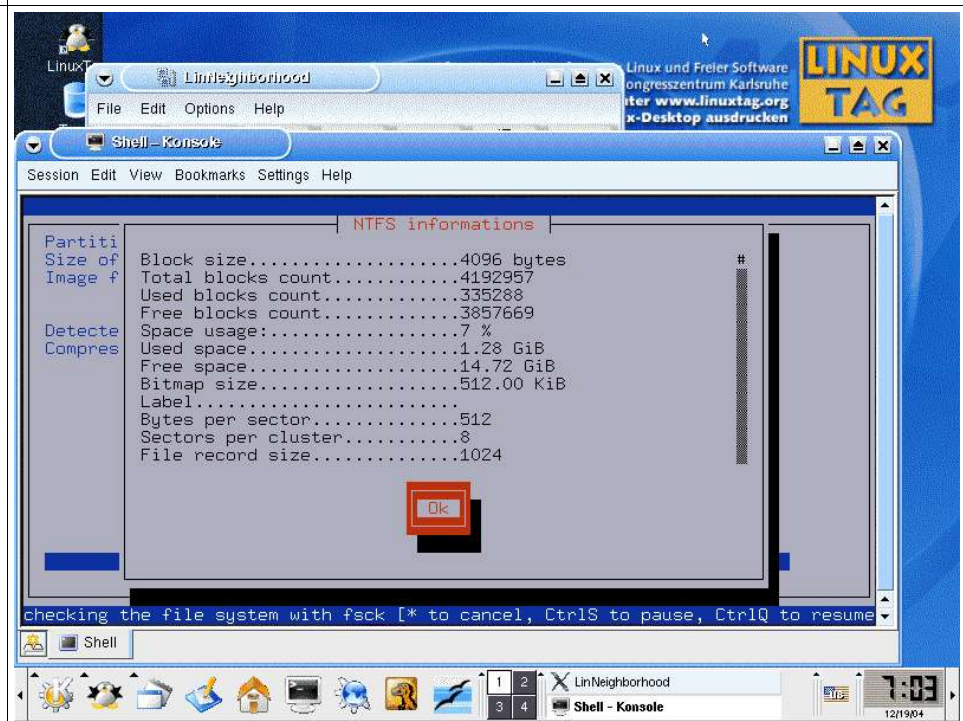 LinuxT
LinNeighborhood
File Edit Options Help
Linux und Freier Software
ongresszentrum Karlsruhe
ter www.linuxtag.org
x-Desktop ausdrucken
LINUX
TAG
Shell - Konsole
Session Edit View Bookmarks Settings Help
NTFS informations
Partiti
Size of
Image f
Detecte
Compres
Block size....................4096 bytes #
Total blocks count............4192957
Used blocks count.............335288
Free blocks count.............3857669
Space usage:..................7 %
Used space....................1.28 GiB
Free space....................14.72 GiB
Bitmap size...................512.00 KiB
Label.........................
Bytes per sector..............512
Sectors per cluster...........8
File record size..............1024
Ok
checking the file system with fsck [* to cancel, CtrlS to pause, CtrlQ to resume
Shell
1 2
3 4
LinNeighborhood
Shell - Konsole
7:03
12/19/04